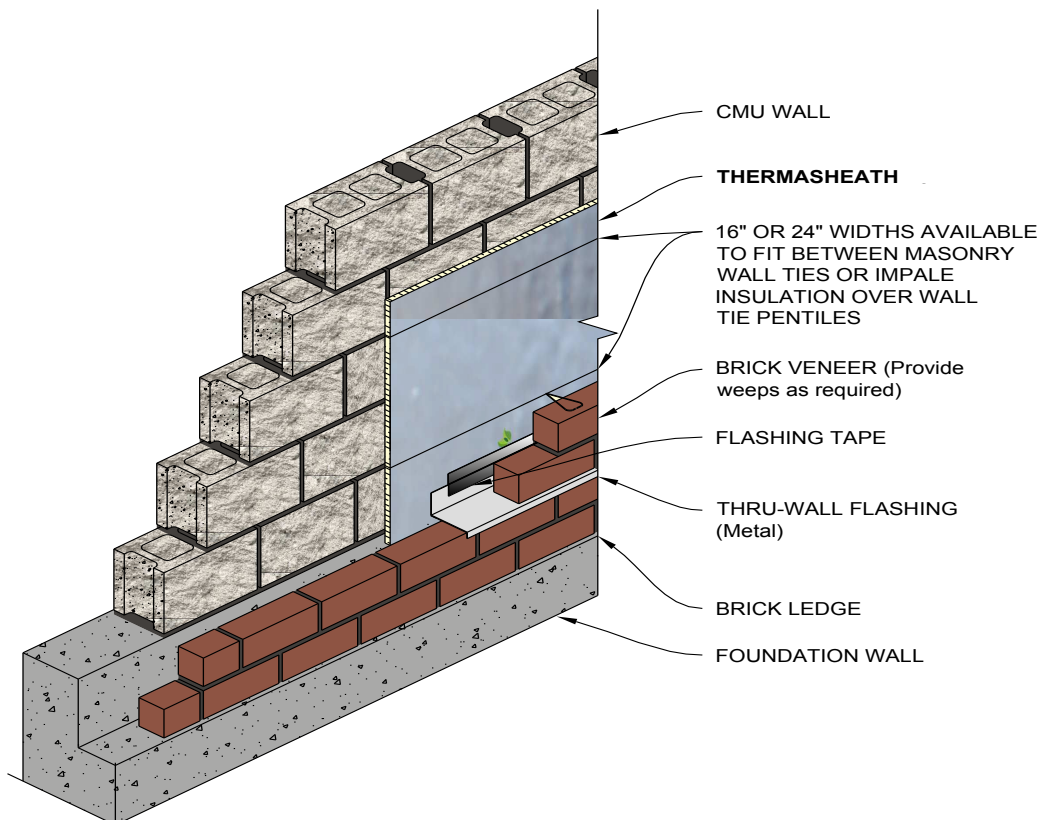 CMU WALL
THERMASHEATH
16" OR 24" WIDTHS AVAILABLE
TO FIT BETWEEN MASONRY
WALL TIES OR IMPALE
INSULATION OVER WALL
TIE PENTILES
BRICK VENEER (Provide
weeps as required)
FLASHING TAPE
THRU-WALL FLASHING
(Metal)
BRICK LEDGE
FOUNDATION WALL